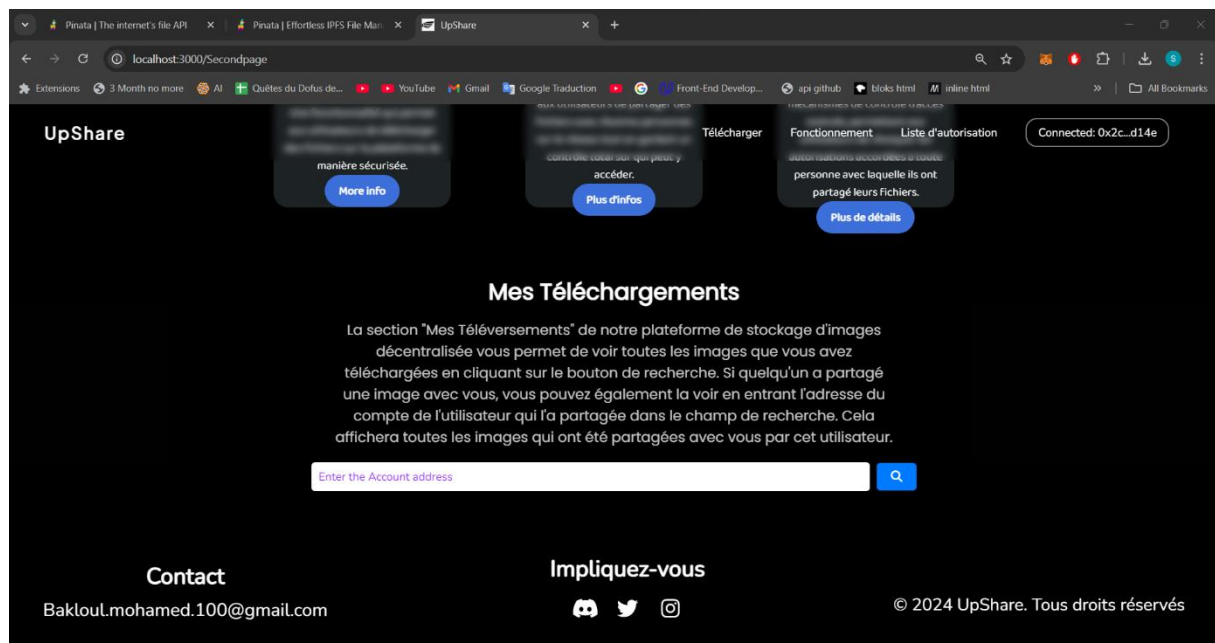 Pinata | The internet's file API
Pinata | Effortless IPFS File Man
UpShare
localhost:3000/Secondpage
S
Extensions
3 Month no more
AI
Quêtes du Dofus de...
YouTube
Gmail
Google Traduction
Front-End Develop...
api github
bloks html
inline html
»
All Bookmarks
UpShare
Télécharger
Fonctionnement
Liste d'autorisation
Connected: 0x2c...d14e
manière sécurisée.
More info
contrôle total sur qui peut y
accéder.
Plus d'infos
autorisations accordées à toute
personne avec laquelle ils ont
partagé leurs fichiers.
Plus de détails
Mes Téléchargements
La section "Mes Téléversements" de notre plateforme de stockage d'images
décentralisée vous permet de voir toutes les images que vous avez
téléchargées en cliquant sur le bouton de recherche. Si quelqu'un a partagé
une image avec vous, vous pouvez également la voir en entrant l'adresse du
compte de l'utilisateur qui l'a partagée dans le champ de recherche. Cela
affichera toutes les images qui ont été partagées avec vous par cet utilisateur.
Enter the Account address
Contact
Bakloul.mohamed.100@gmail.com
Impliquez-vous
© 2024 UpShare. Tous droits réservés